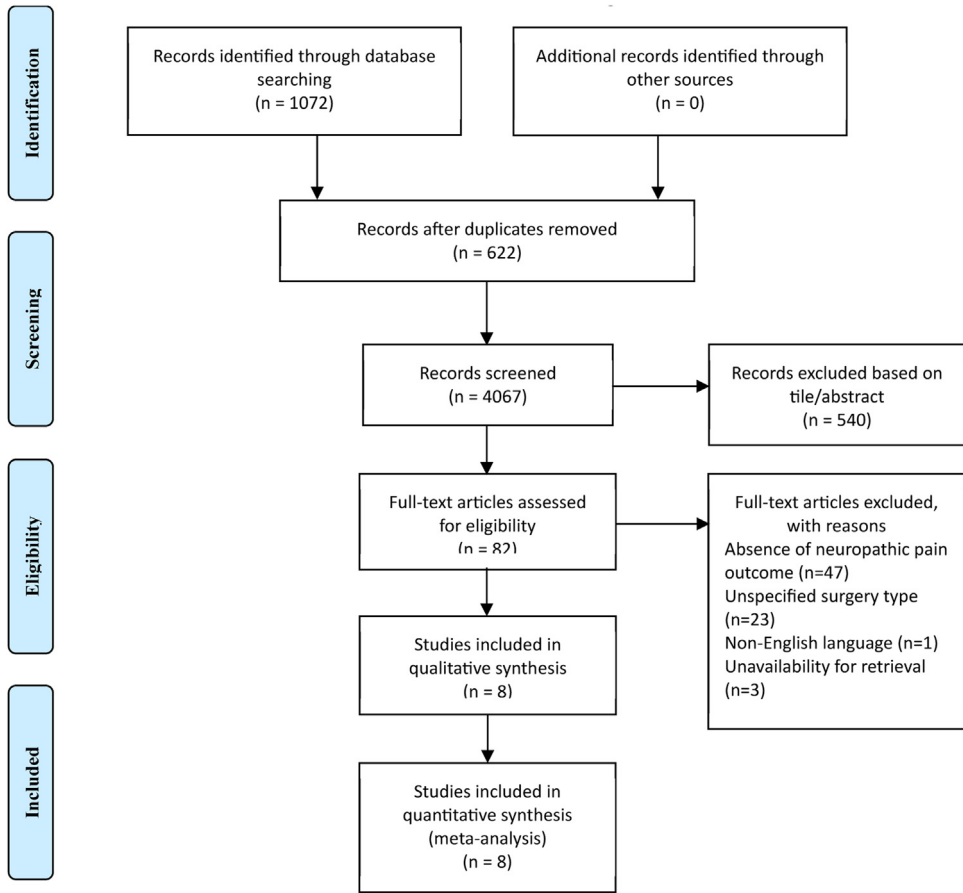 Identification
Records identified through database
searching
(n = 1072)
Additional records identified through
other sources
(n = 0)
Records after duplicates removed
(n = 622)
Screening
Records screened
(n = 4067)
Records excluded based on
tile/abstract
(n = 540)
Eligibility
Full-text articles assessed
for eligibility
(n = 82)
Full-text articles excluded,
with reasons
Absence of neuropathic pain
outcome (n=47)
Unspecified surgery type
(n=23)
Non-English language (n=1)
Unavailability for retrieval
(n=3)
Studies included in
qualitative synthesis
(n = 8)
Included
Studies included in
quantitative synthesis
(meta-analysis)
(n = 8)